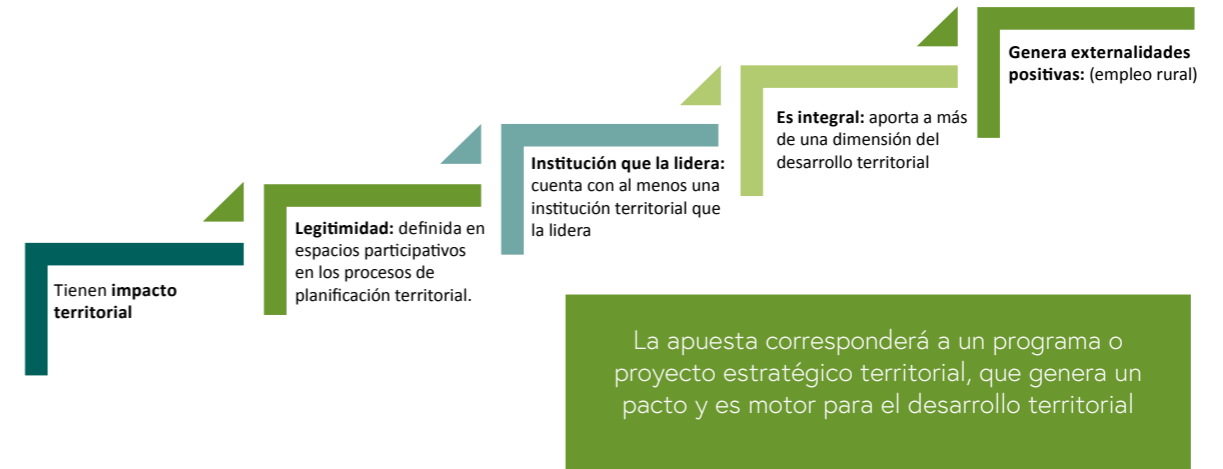 Tienen impacto
territorial
Legitimidad: definida en
espacios participativos
en los procesos de
planificación territorial.
Institución que la lidera:
cuenta con al menos una
institución territorial que
la lidera
Es integral: aporta a más
de una dimensión del
desarrollo territorial
Genera externalidades
positivas: (empleo rural)
La apuesta corresponderá a un programa o
proyecto estratégico territorial, que genera un
pacto y es motor para el desarrollo territorial